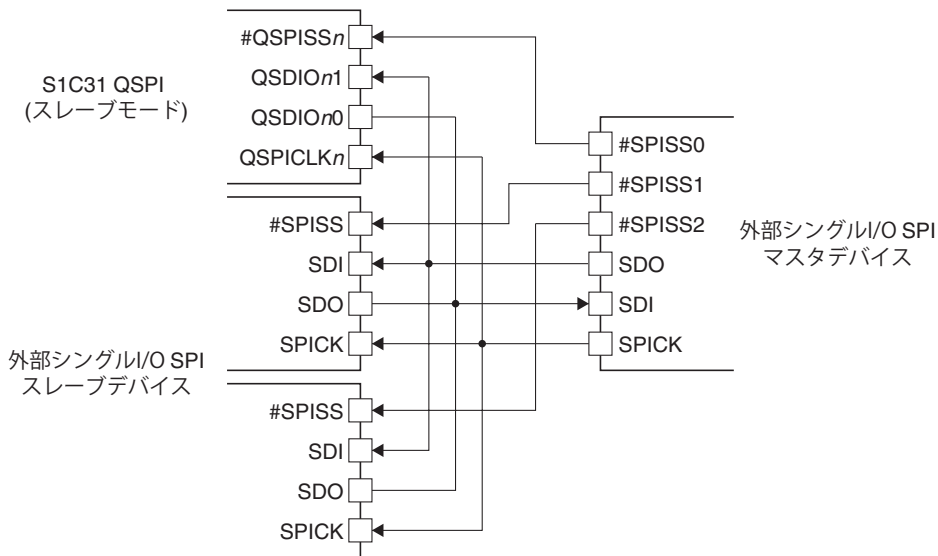 S1C31 QSPI
(スレーブモード)
#QSPISSn
QSDIOn1
QSDIOn0
QSPICLKn
外部シングルI/O SPI
スレーブデバイス
#SPISS
SDI
SDO
SPICK
#SPISS
SDI
SDO
SPICK
#SPISS0
#SPISS1
#SPISS2
SDO
SDI
SPICK
外部シングルI/O SPI
マスタデバイス